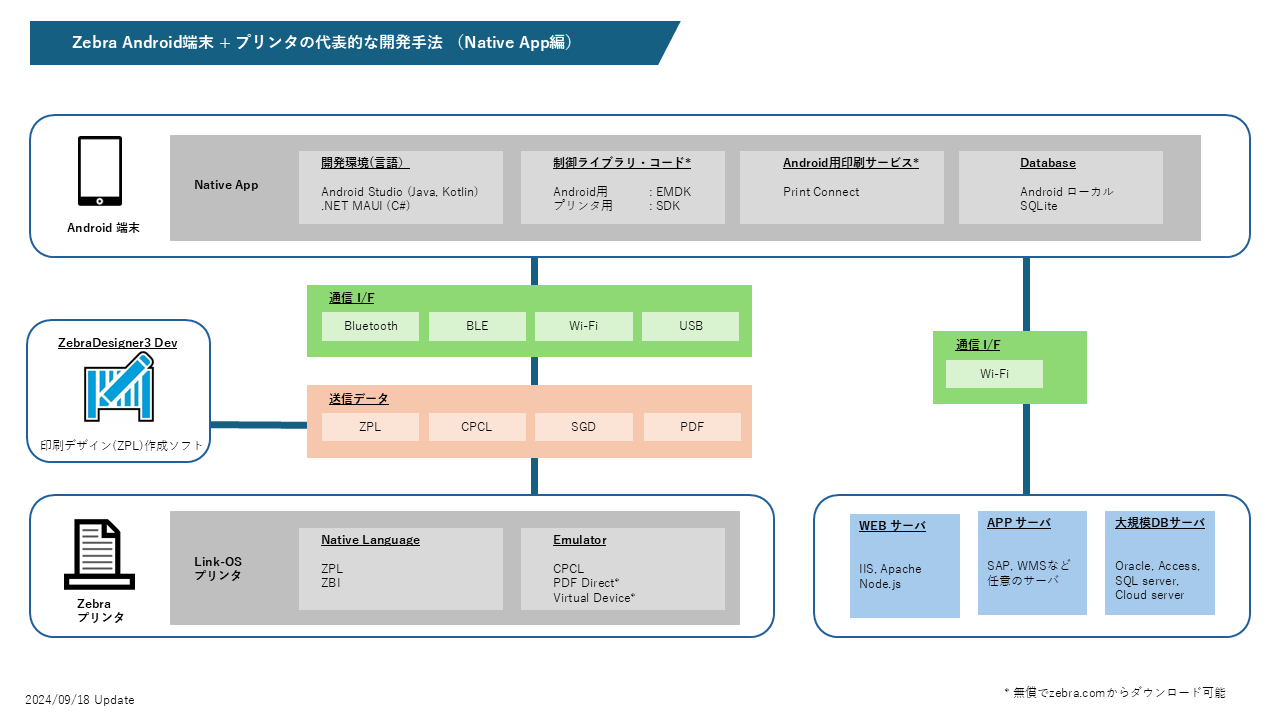 Zebra Android端末 + プリンタの代表的な開発手法 （Native App編）
Android 端末
Native App
開発環境(言語）
Android Studio (Java, Kotlin)
.NET MAUI (C#)
制御ライブラリ・コード*
Android用 : EMDK
プリンタ用 : SDK
Android用印刷サービス*
Print Connect
Database
Android ローカル
SQLite
通信 I/F
Bluetooth
BLE
Wi-Fi
USB
通信 I/F
Wi-Fi
ZebraDesigner3 Dev
印刷デザイン(ZPL)作成ソフト
送信データ
ZPL
CPCL
SGD
PDF
Zebra
プリンタ
Link-OS
プリンタ
Native Language
ZPL
ZBI
Emulator
CPCL
PDF Direct*
Virtual Device*
WEB サーバ
IIS, Apache
Node.js
APP サーバ
SAP, WMSなど
任意のサーバ
大規模DBサーバ
Oracle, Access,
SQL server,
Cloud server
2024/09/18 Update
* 無償でzebra.comからダウンロード可能